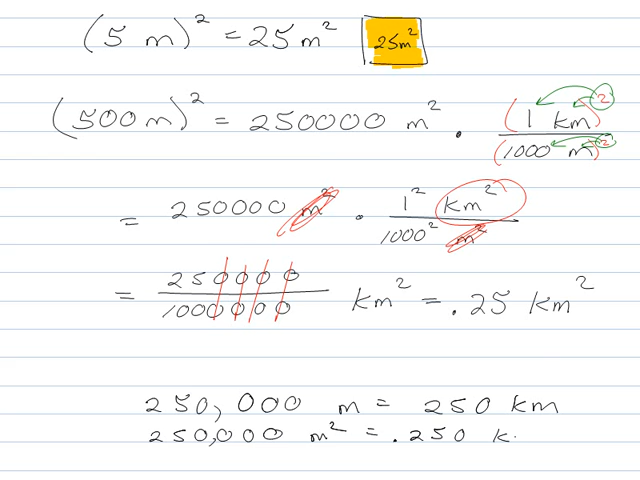 (5 m)² = 25 m² 25m²
(500 m)² = 250000 m² · (1 km)² / (1000 m)²
= 250000 m² · 1² km² / 1000² m²
= 250000 / 1000000 km² = .25 km²
250,000 m = 250 km
250,000 m² = .250 k